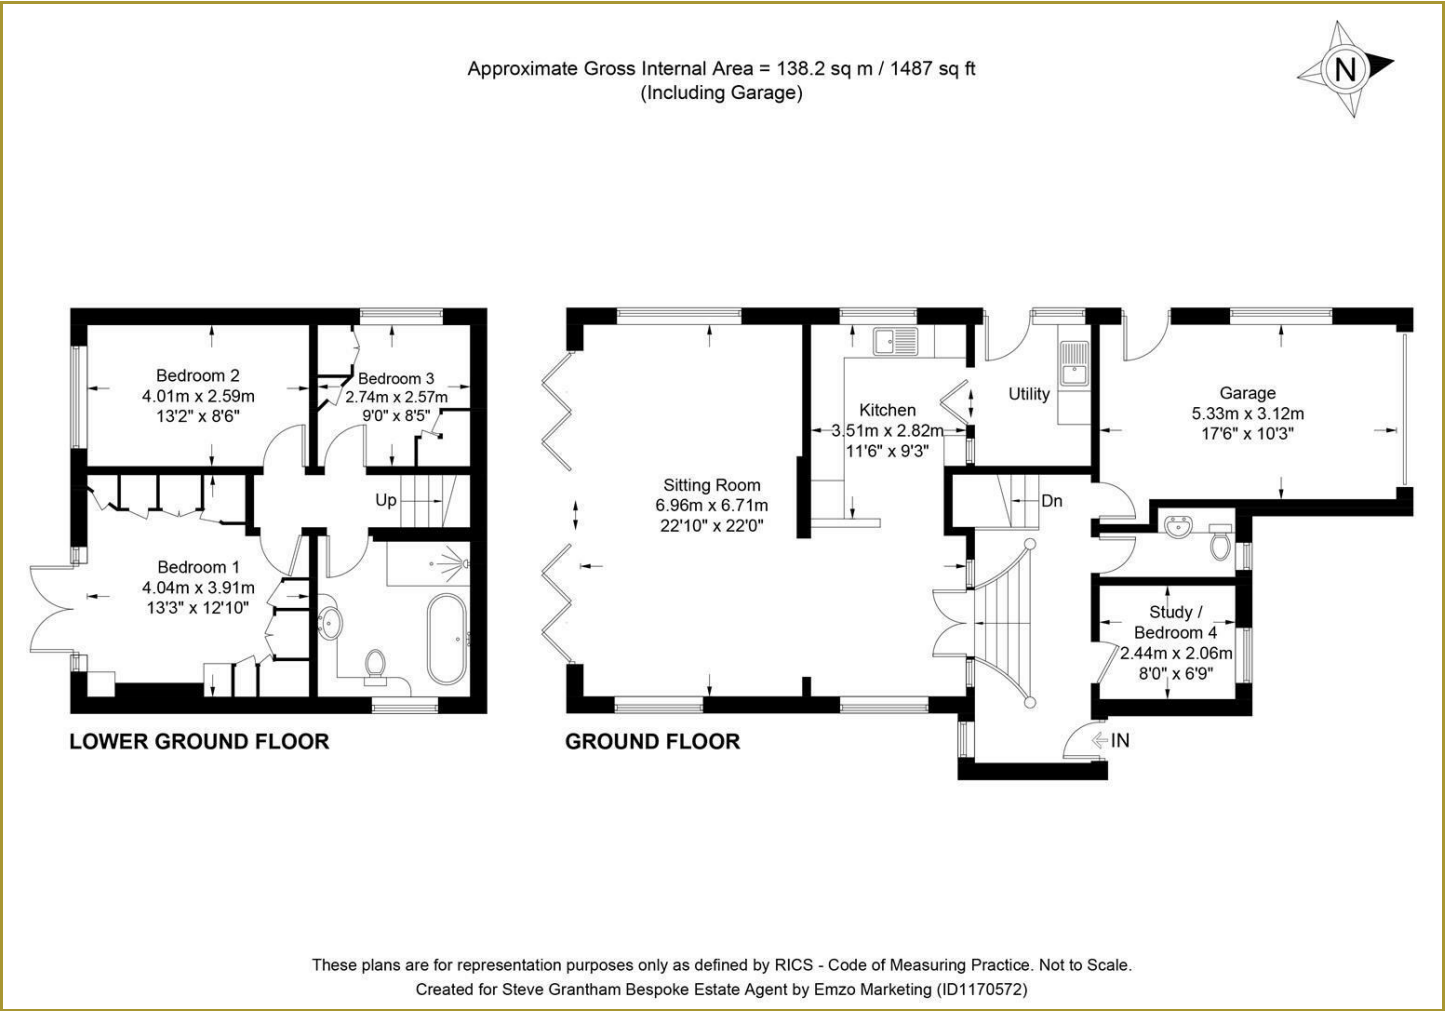 Approximate Gross Internal Area = 138.2 sq m / 1487 sq ft
(Including Garage)
N
Bedroom 2
4.01m x 2.59m
13'2" x 8'6"
Bedroom 3
2.74m x 2.57m
9'0" x 8'5"
Up
Bedroom 1
4.04m x 3.91m
13'3" x 12'10"
LOWER GROUND FLOOR
Sitting Room
6.96m x 6.71m
22'10" x 22'0"
Kitchen
3.51m x 2.82m
11'6" x 9'3"
Utility
Garage
5.33m x 3.12m
17'6" x 10'3"
Dn
Study /
Bedroom 4
2.44m x 2.06m
8'0" x 6'9"
IN
GROUND FLOOR
These plans are for representation purposes only as defined by RICS - Code of Measuring Practice. Not to Scale.
Created for Steve Grantham Bespoke Estate Agent by Emzo Marketing (ID1170572)